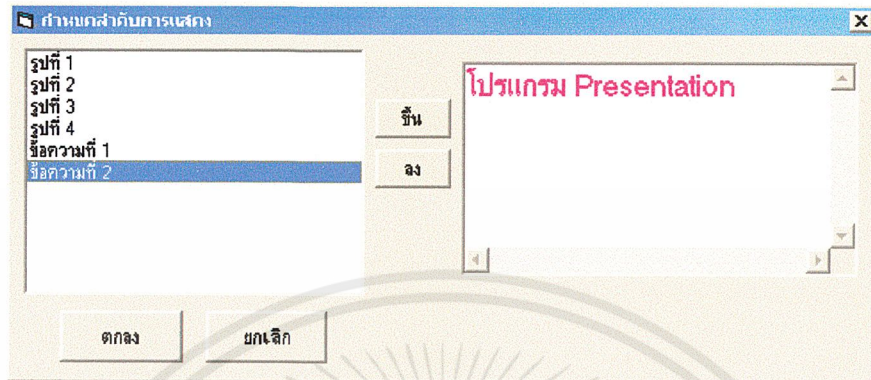 กำหนดลำดับการแสดง
รูปที่ 1
รูปที่ 2
รูปที่ 3
รูปที่ 4
ข้อความที่ 1
ข้อความที่ 2
ขึ้น
ลง
โปรแกรม Presentation
ตกลง
ยกเลิก